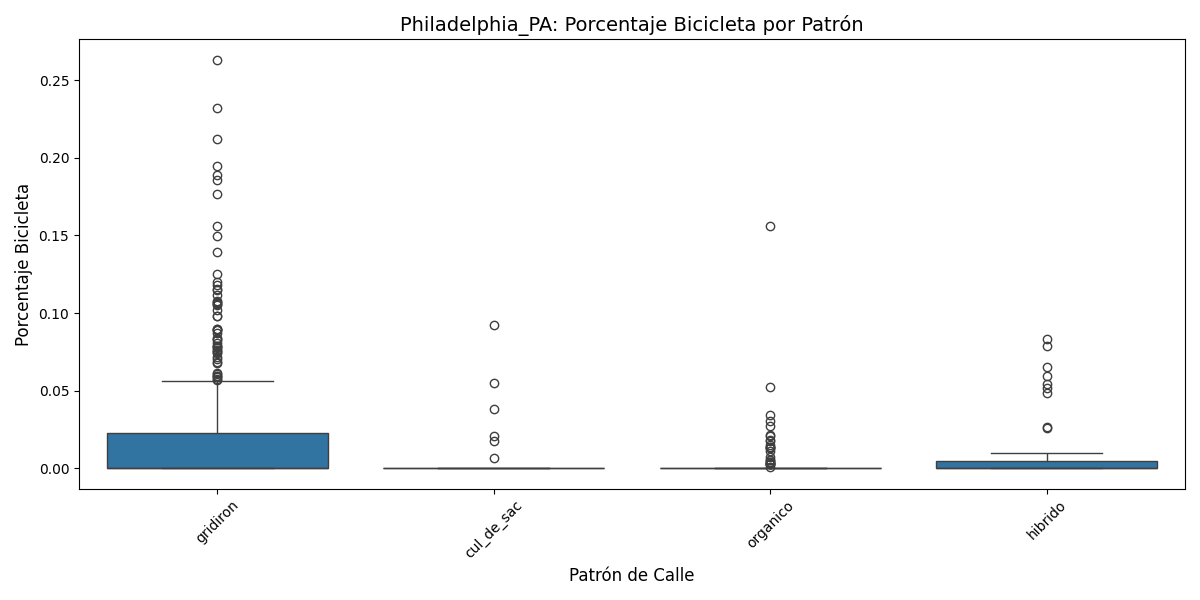 Philadelphia_PA: Porcentaje Bicicleta por Patrón
Porcentaje Bicicleta
0.25
0.20
0.15
0.10
0.05
0.00
gridiron
cul_de_sac
organico
hibrido
Patrón de Calle